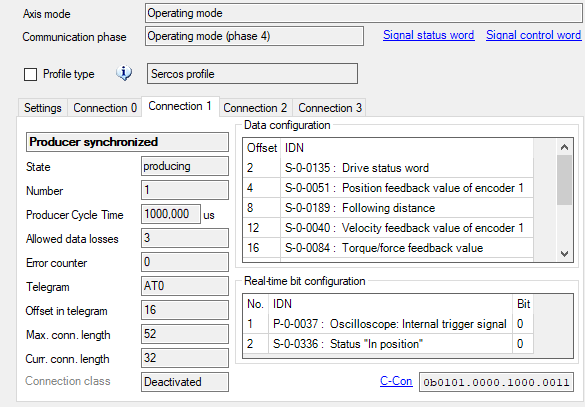 Axis mode Operating mode
Communication phase Operating mode (phase 4) Signal status word Signal control word
Profile type Sercos profile
Settings Connection 0 Connection 1 Connection 2 Connection 3
Producer synchronized
State producing
Number 1
Producer Cycle Time 1000,000 us
Allowed data losses 3
Error counter 0
Telegram AT0
Offset in telegram 16
Max. conn. length 52
Curr. conn. length 32
Connection class Deactivated
Data configuration
Offset IDN
2 S-0-0135 : Drive status word
4 S-0-0051 : Position feedback value of encoder 1
8 S-0-0189 : Following distance
12 S-0-0040 : Velocity feedback value of encoder 1
16 S-0-0084 : Torque/force feedback value
Real-time bit configuration
No. IDN Bit
1 P-0-0037 : Oscilloscope: Internal trigger signal 0
2 S-0-0336 : Status "In position" 0
C-Con 0b0101.0000.1000.0011